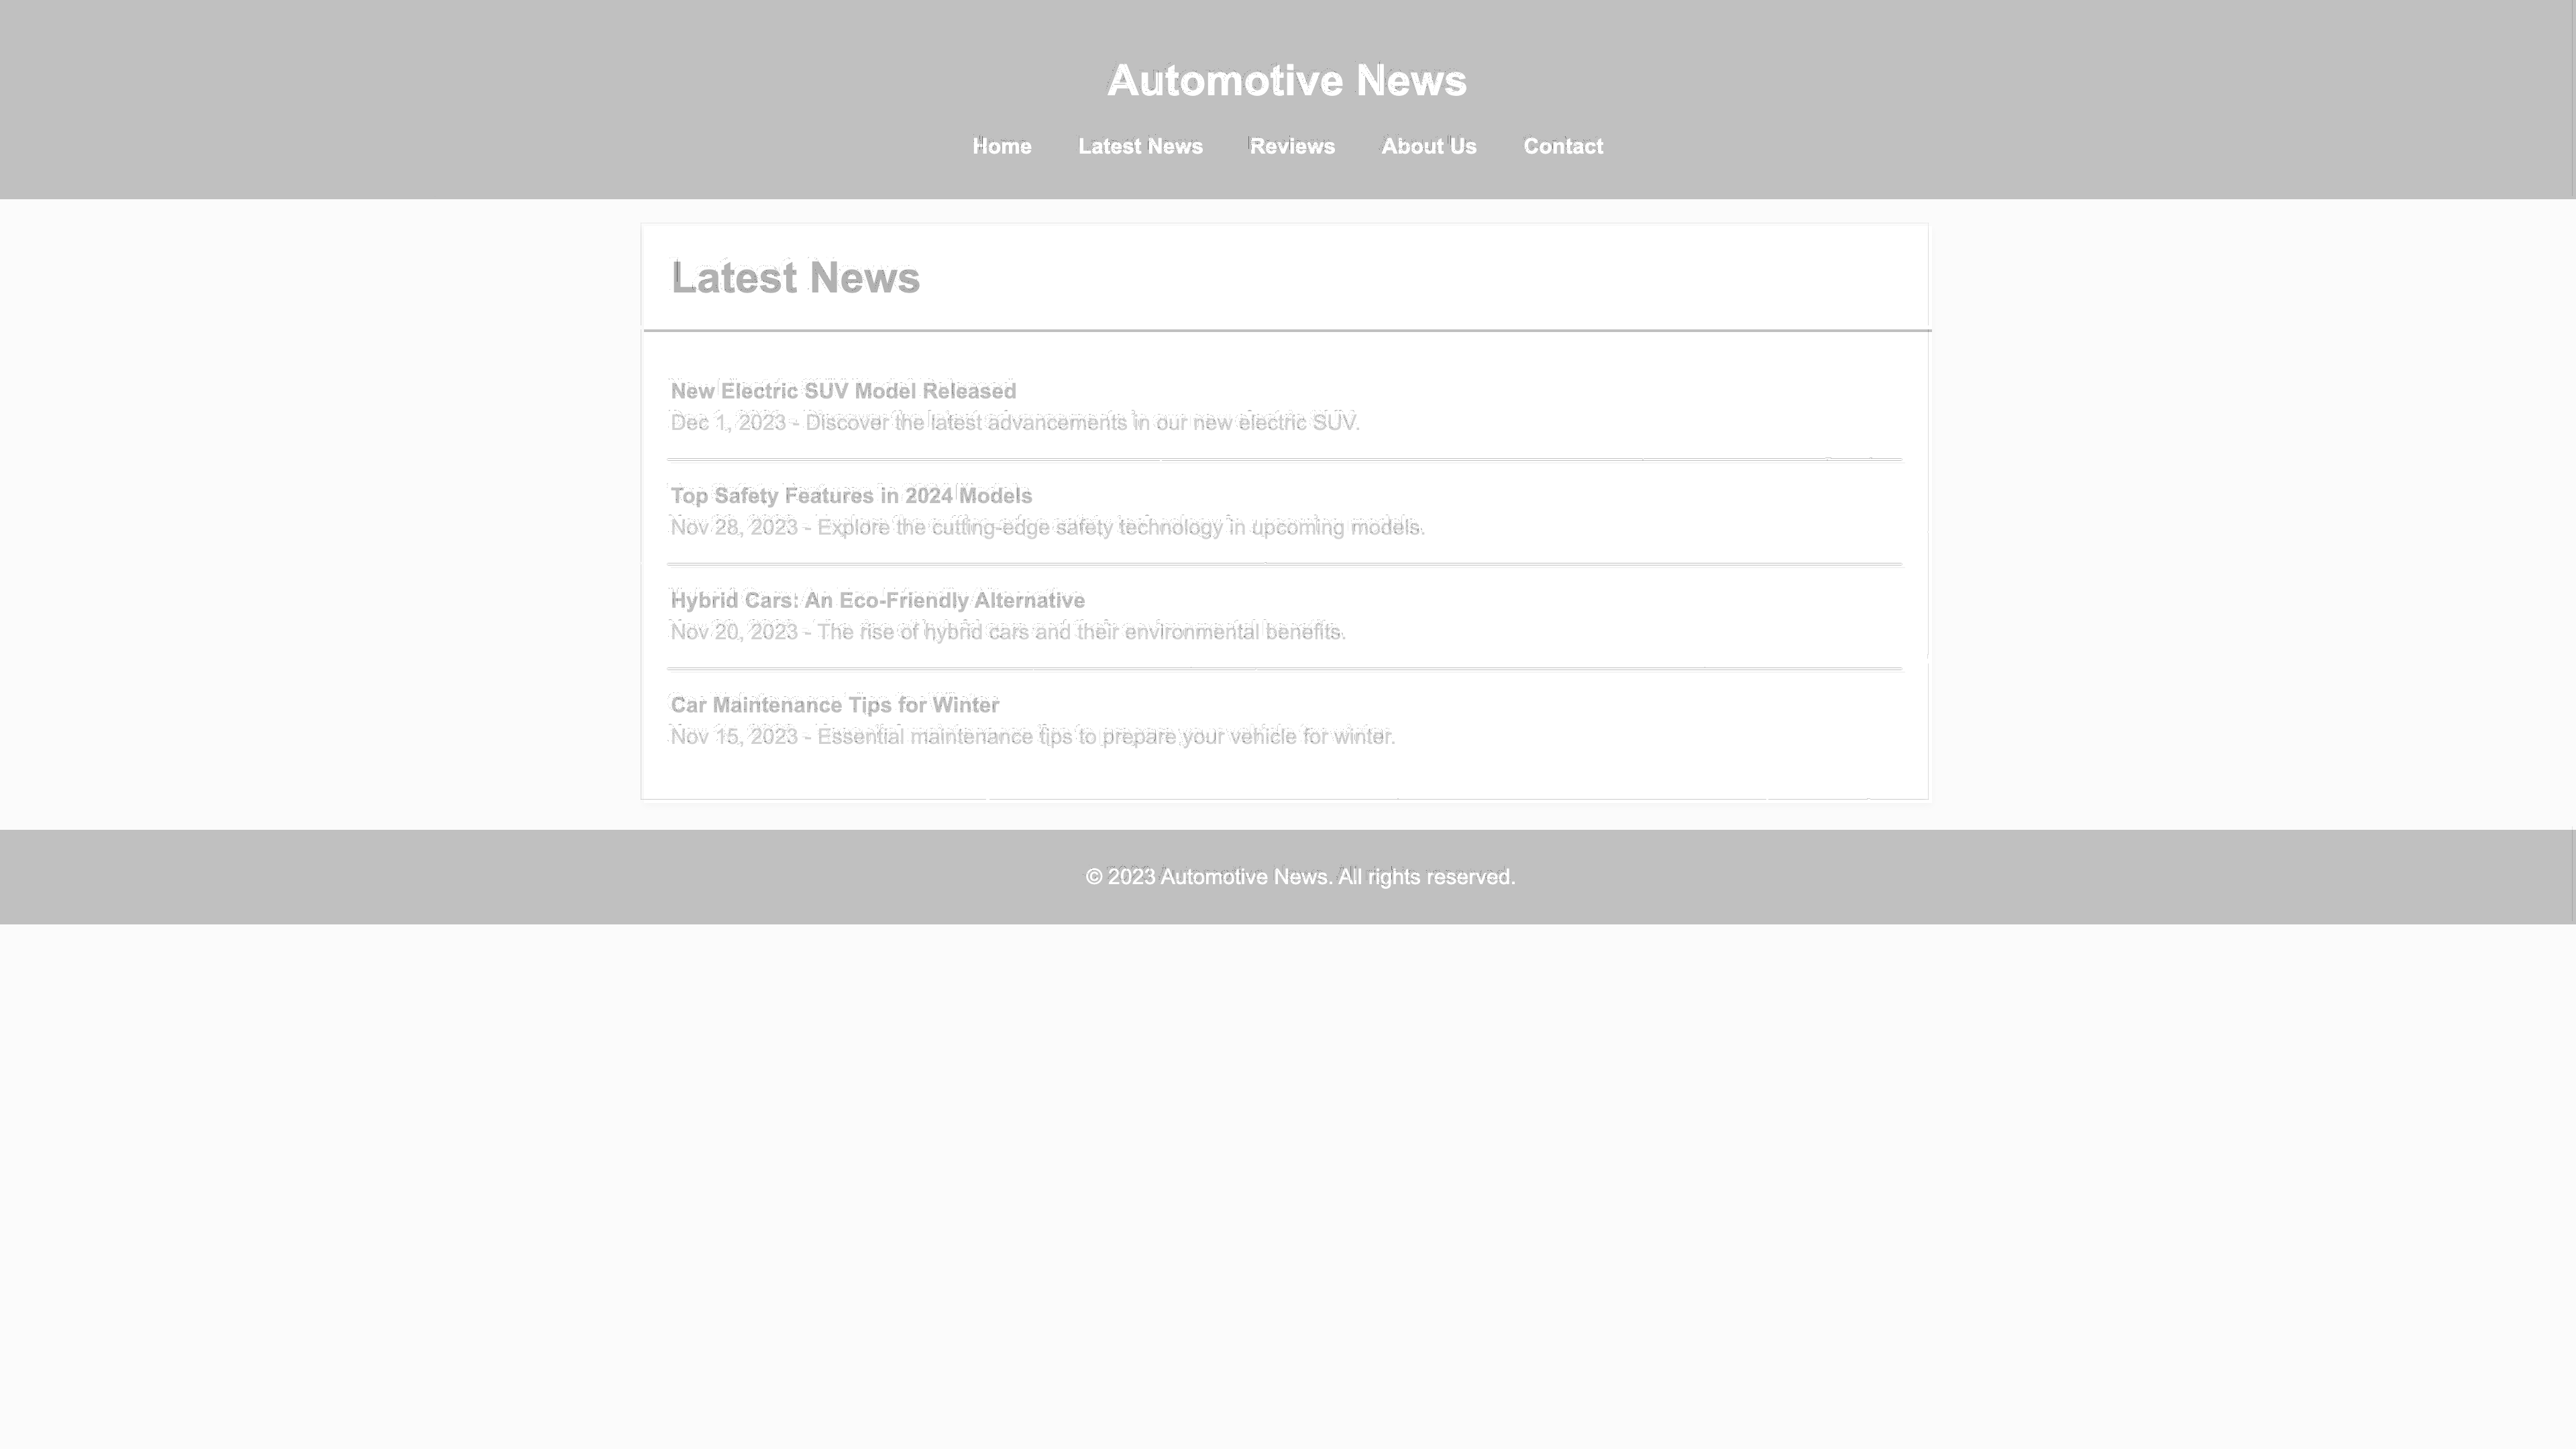 Automotive News
Home Latest News Reviews About Us Contact
Latest News
New Electric SUV Model Released
Dec 1, 2023 - Discover the latest advancements in our new electric SUV.
Top Safety Features in 2024 Models
Nov 28, 2023 - Explore the cutting-edge safety technology in upcoming models.
Hybrid Cars: An Eco-Friendly Alternative
Nov 20, 2023 - The rise of hybrid cars and their environmental benefits.
Car Maintenance Tips for Winter
Nov 15, 2023 - Essential maintenance tips to prepare your vehicle for winter.
© 2023 Automotive News. All rights reserved.